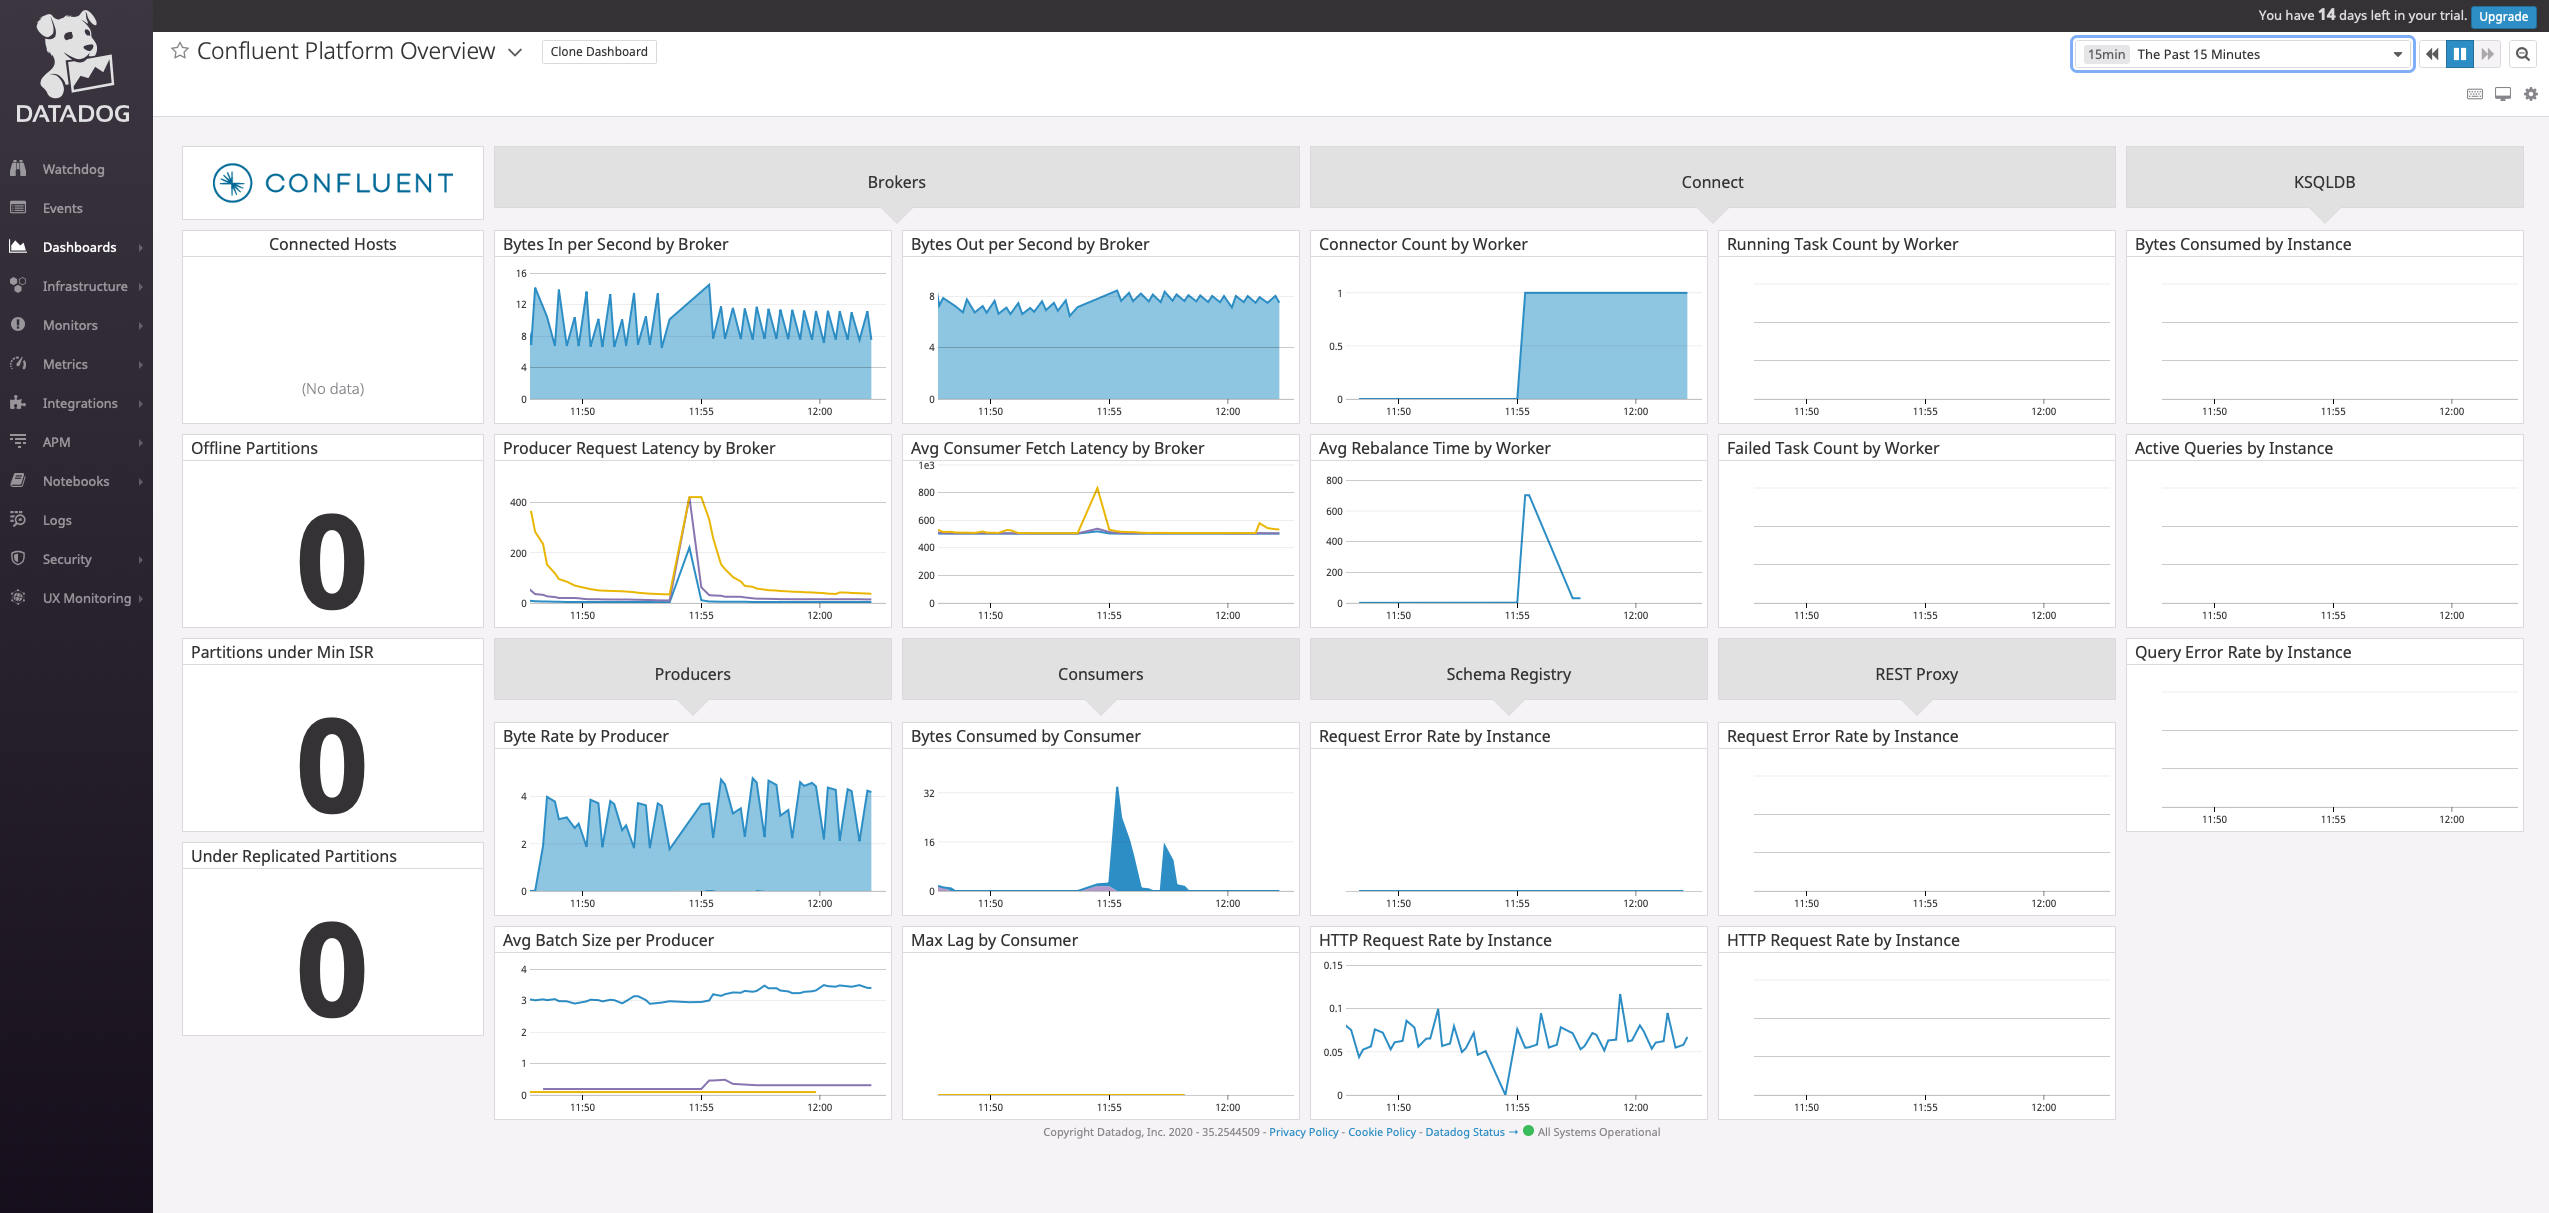 You have 14 days left in your trial. Upgrade
DATADOG
Confluent Platform Overview
Clone Dashboard
15min The Past 15 Minutes
Watchdog
Events
Dashboards
Infrastructure
Monitors
Metrics
Integrations
APM
Notebooks
Logs
Security
UX Monitoring
CONFLUENT
Brokers
Connect
KSQLDB
Connected Hosts
(No data)
Bytes In per Second by Broker
16
12
8
4
0
11:50 11:55 12:00
Bytes Out per Second by Broker
8
4
0
11:50 11:55 12:00
Connector Count by Worker
1
0.5
0
11:50 11:55 12:00
Running Task Count by Worker
11:50 11:55 12:00
Bytes Consumed by Instance
11:50 11:55 12:00
Offline Partitions
0
Producer Request Latency by Broker
400
200
0
11:50 11:55 12:00
Avg Consumer Fetch Latency by Broker
1e3
800
600
400
200
0
11:50 11:55 12:00
Avg Rebalance Time by Worker
800
600
400
200
0
11:50 11:55 12:00
Failed Task Count by Worker
11:50 11:55 12:00
Active Queries by Instance
11:50 11:55 12:00
Partitions under Min ISR
0
Producers
Consumers
Schema Registry
REST Proxy
Query Error Rate by Instance
11:50 11:55 12:00
Byte Rate by Producer
4
2
0
11:50 11:55 12:00
Bytes Consumed by Consumer
32
16
0
11:50 11:55 12:00
Request Error Rate by Instance
11:50 11:55 12:00
Request Error Rate by Instance
11:50 11:55 12:00
Under Replicated Partitions
0
Avg Batch Size per Producer
4
3
2
1
0
11:50 11:55 12:00
Max Lag by Consumer
11:50 11:55 12:00
HTTP Request Rate by Instance
0.15
0.1
0.05
0
11:50 11:55 12:00
HTTP Request Rate by Instance
11:50 11:55 12:00
Copyright Datadog, Inc. 2020 - 35.2544509 - Privacy Policy - Cookie Policy - Datadog Status → All Systems Operational